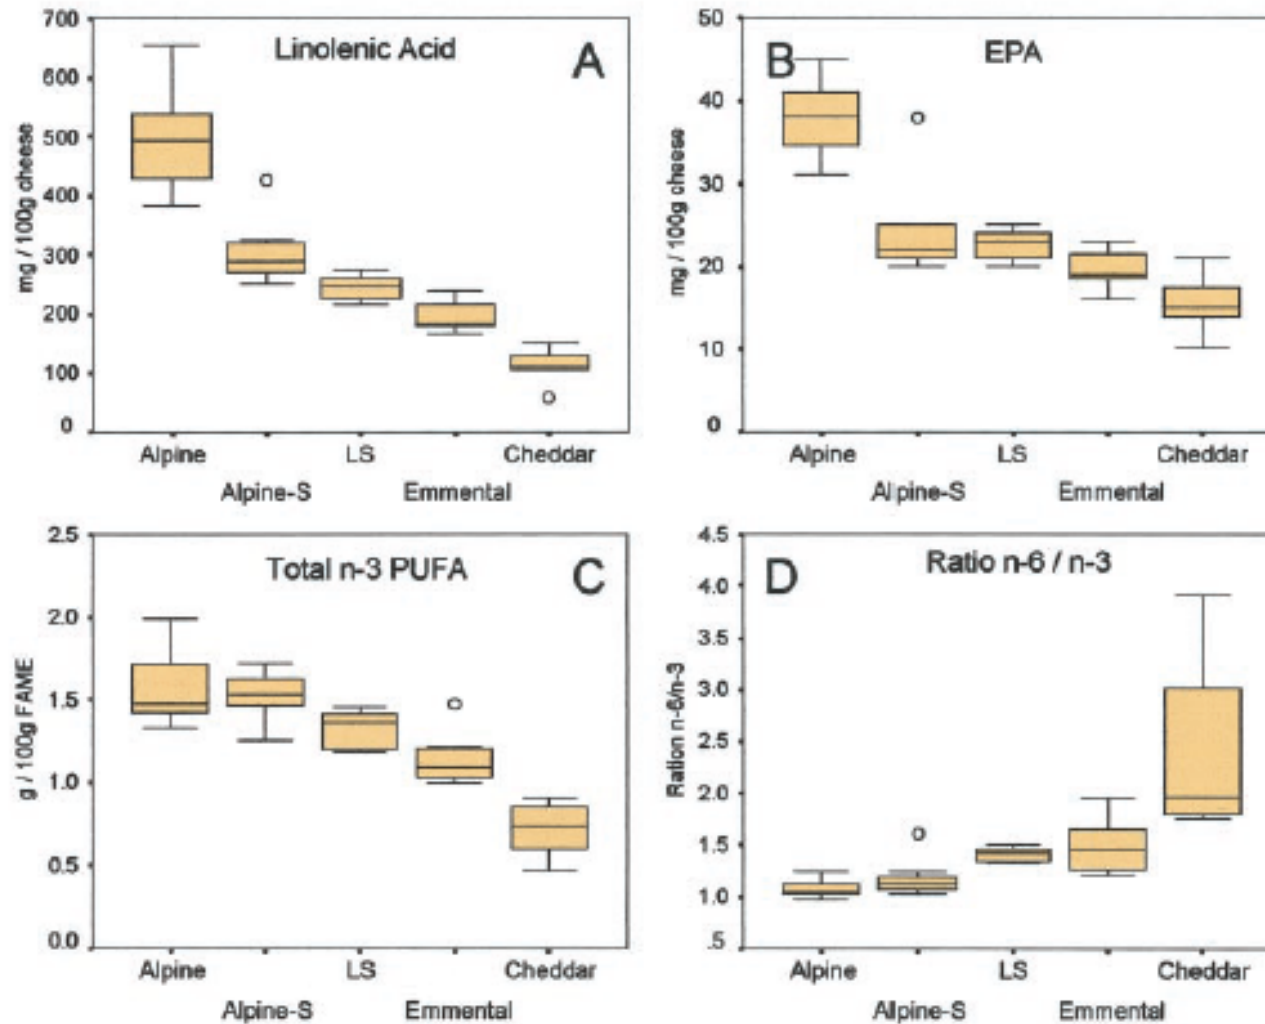 Linolenic Acid
A
mg / 100g cheese
700
600
500
400
300
200
100
0
Alpine
LS
Cheddar
Alpine-S
Emmental
EPA
B
mg / 100g cheese
50
40
30
20
10
0
Alpine
LS
Cheddar
Alpine-S
Emmental
Total n-3 PUFA
C
g / 100g FAME
2.5
2.0
1.5
1.0
0.5
0.0
Alpine
LS
Cheddar
Alpine-S
Emmental
Ratio n-6 / n-3
D
Ration n-6/n-3
4.5
4.0
3.5
3.0
2.5
2.0
1.5
1.0
.5
Alpine
LS
Cheddar
Alpine-S
Emmental